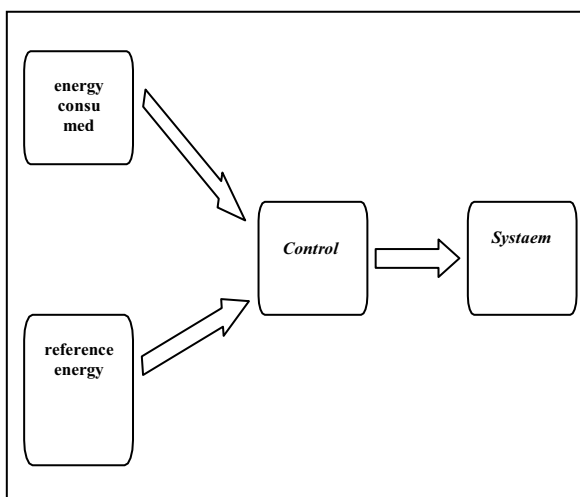 energy
consu
med
Control
Systaem
reference
energy